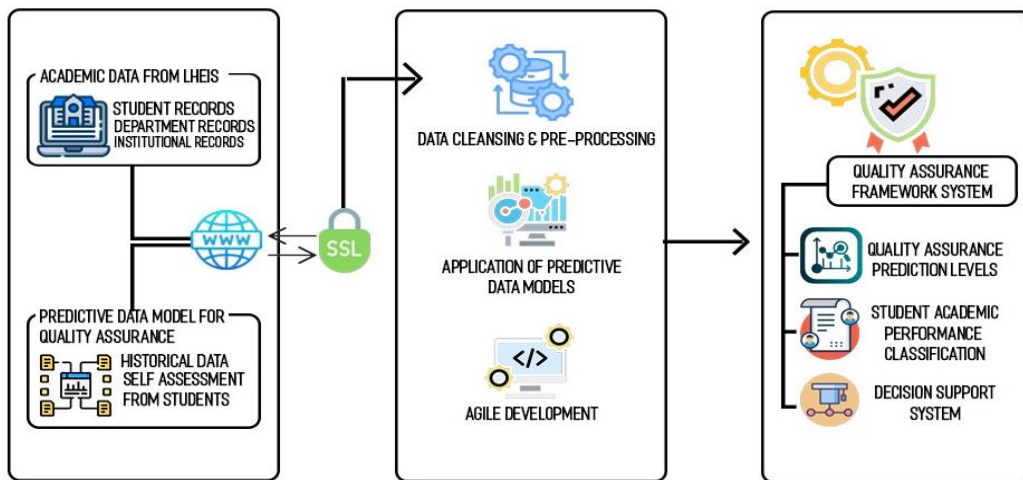 ACADEMIC DATA FROM LHEIS
STUDENT RECORDS
DEPARTMENT RECORDS
INSTITUTIONAL RECORDS
WWW
SSL
PREDICTIVE DATA MODEL FOR
QUALITY ASSURANCE
HISTORICAL DATA
SELF ASSESSMENT
FROM STUDENTS
DATA CLEANSING & PRE-PROCESSING
APPLICATION OF PREDICTIVE
DATA MODELS
</>
AGILE DEVELOPMENT
QUALITY ASSURANCE
FRAMEWORK SYSTEM
QUALITY ASSURANCE
PREDICTION LEVELS
STUDENT ACADEMIC
PERFORMANCE
CLASSIFICATION
DECISION SUPPORT
SYSTEM